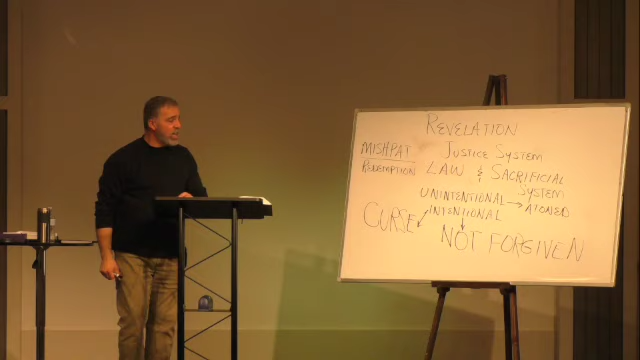 REVELATION
MISHPAT JUSTICE SYSTEM
REDEMPTION LAW & SACRIFICIAL
SYSTEM
UNINTENTIONAL → ATONED
CURSE ↙ INTENTIONAL
↓
NOT FORGIVEN